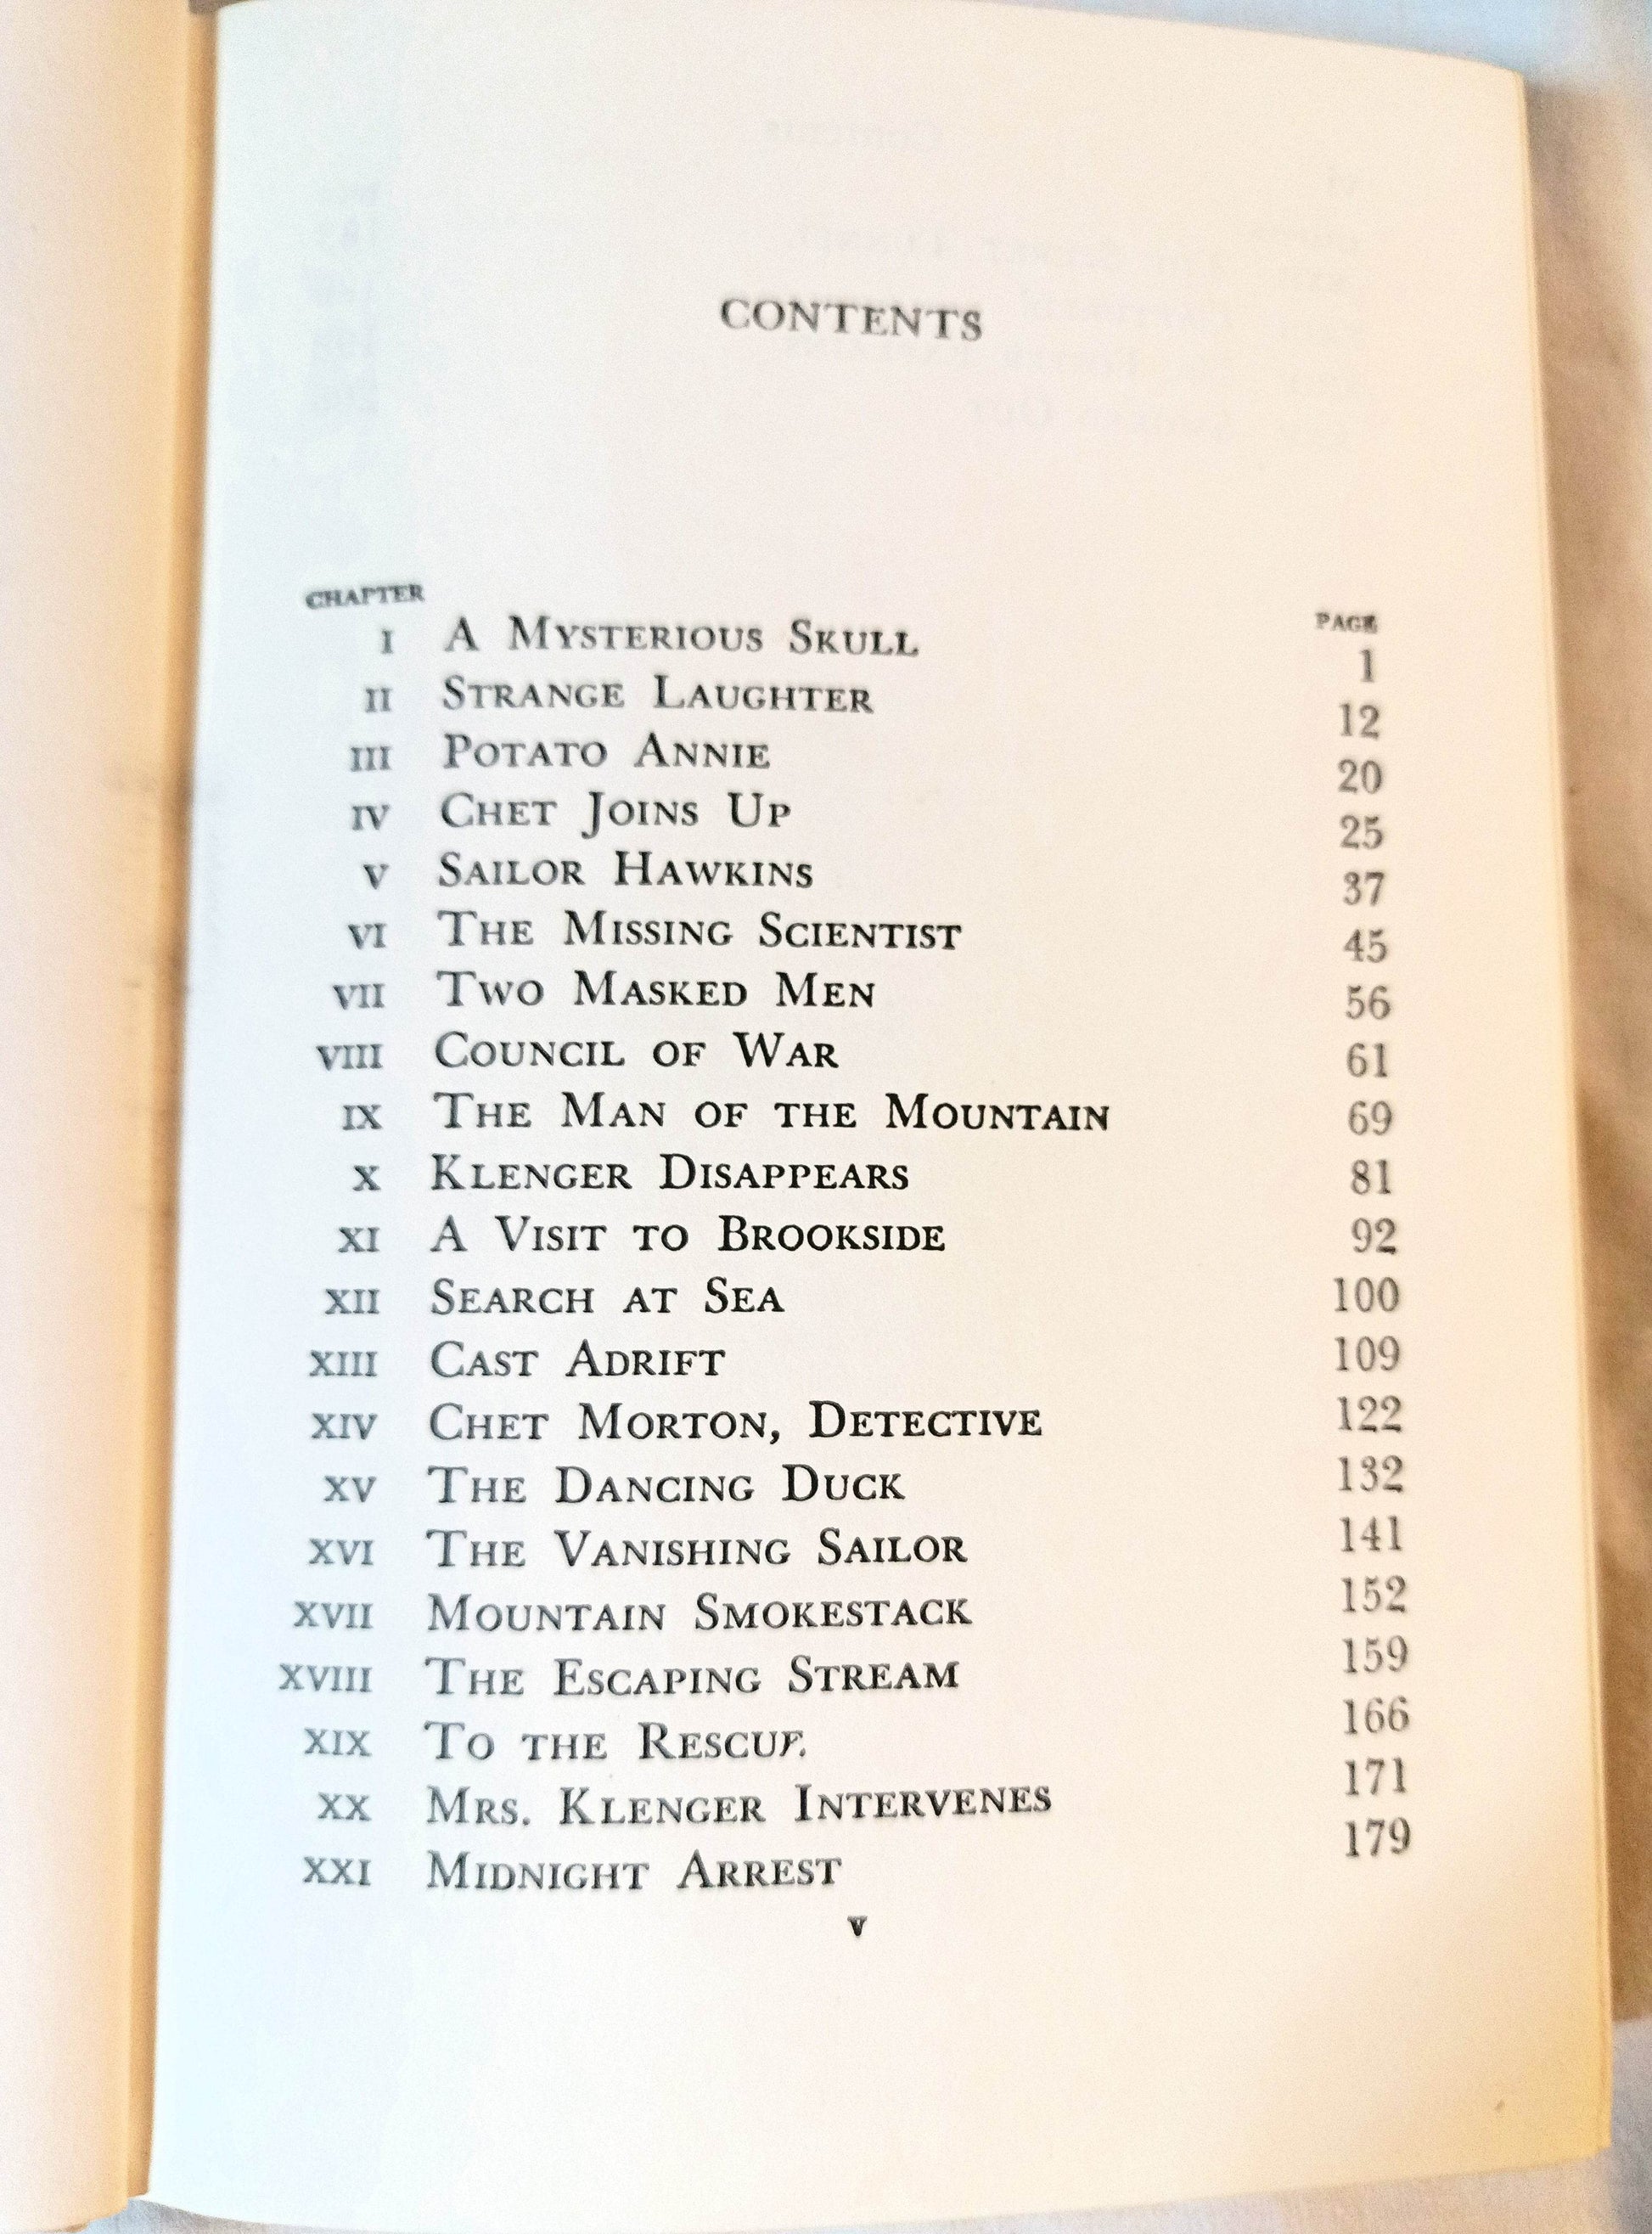 CONTENTS
CHAPTER PAGE
I A MYSTERIOUS SKULL 1
II STRANGE LAUGHTER 12
III POTATO ANNIE 20
IV CHET JOINS UP 25
V SAILOR HAWKINS 37
VI THE MISSING SCIENTIST 45
VII TWO MASKED MEN 56
VIII COUNCIL OF WAR 61
IX THE MAN OF THE MOUNTAIN 69
X KLENGER DISAPPEARS 81
XI A VISIT TO BROOKSIDE 92
XII SEARCH AT SEA 100
XIII CAST ADRIFT 109
XIV CHET MORTON, DETECTIVE 122
XV THE DANCING DUCK 132
XVI THE VANISHING SAILOR 141
XVII MOUNTAIN SMOKESTACK 152
XVIII THE ESCAPING STREAM 159
XIX TO THE RESCUE 166
XX MRS. KLENGER INTERVENES 171
XXI MIDNIGHT ARREST 179
v